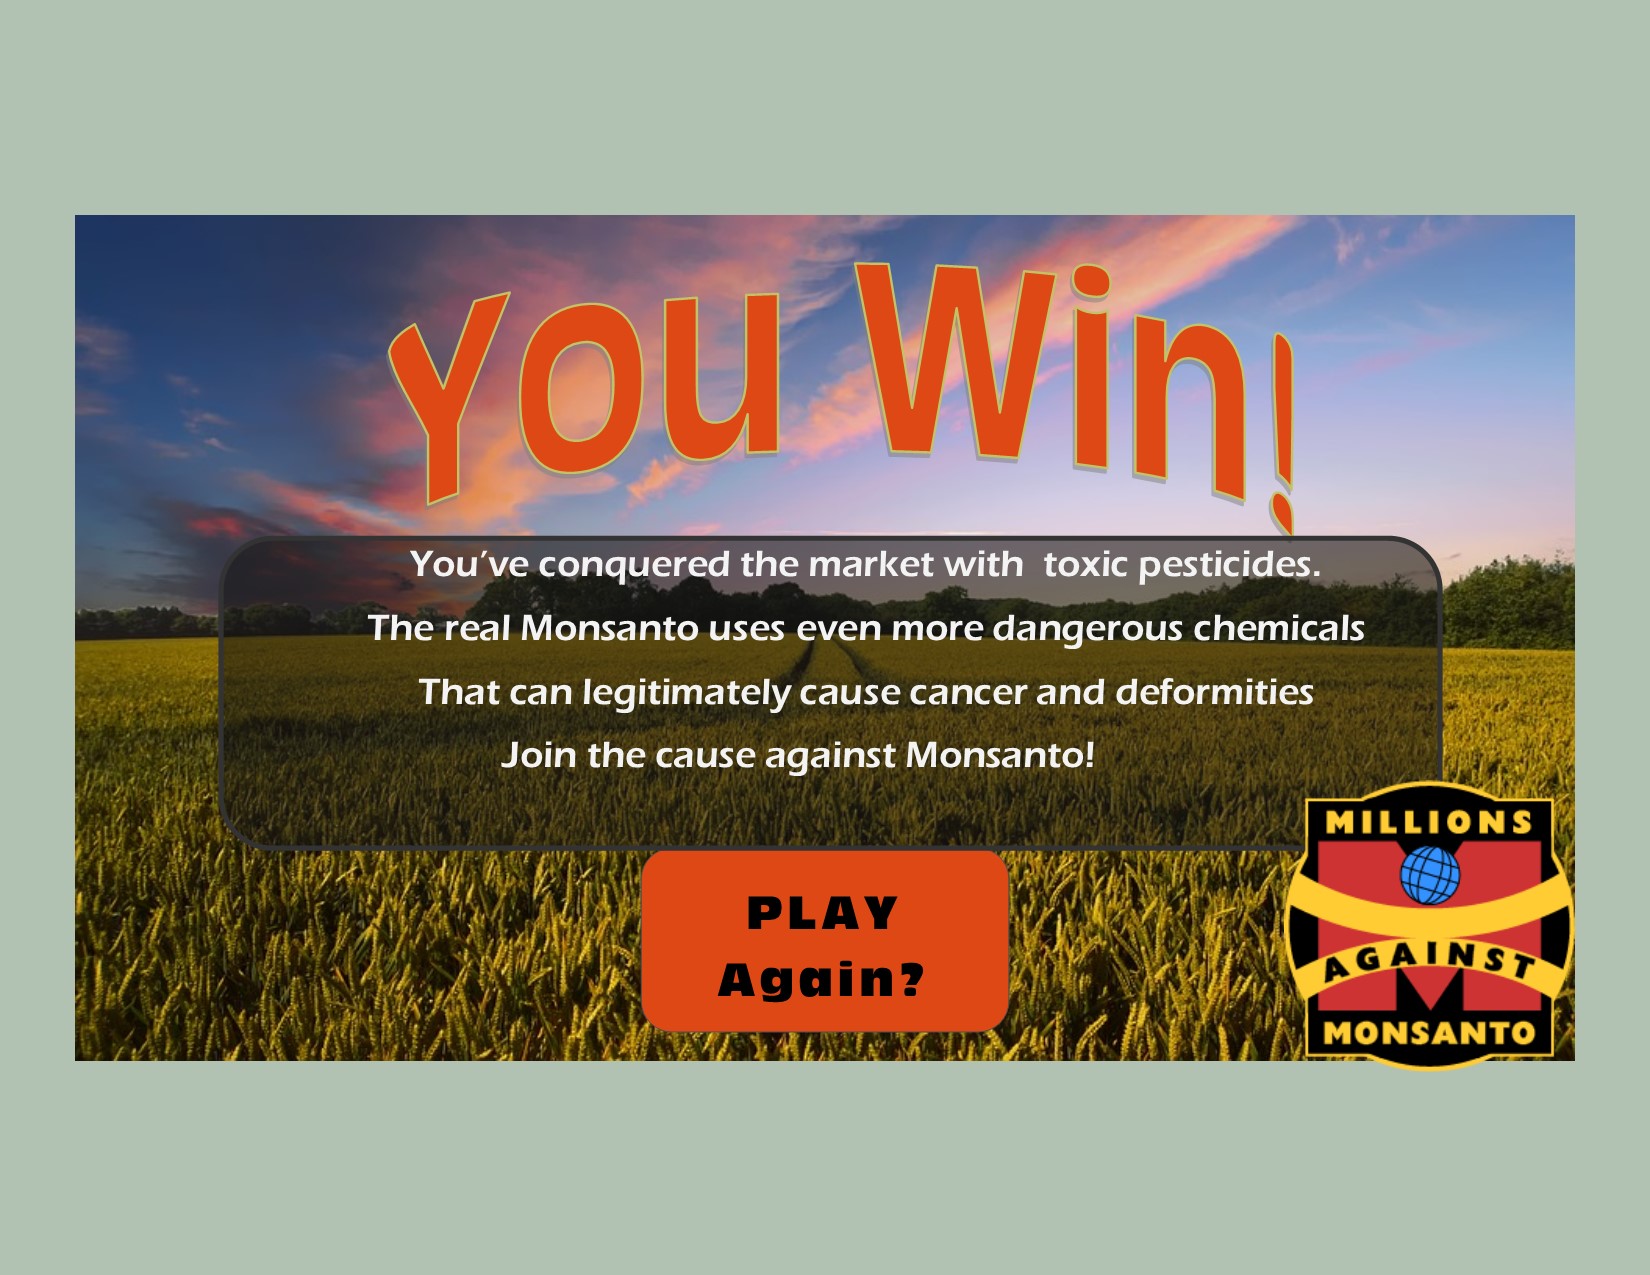 You Win!
You’ve conquered the market with  toxic pesticides.
The real Monsanto uses even more dangerous chemicals
That can legitimately cause cancer and deformities
Join the cause against Monsanto!
PLAY
Again?
MILLIONS
AGAINST
MONSANTO